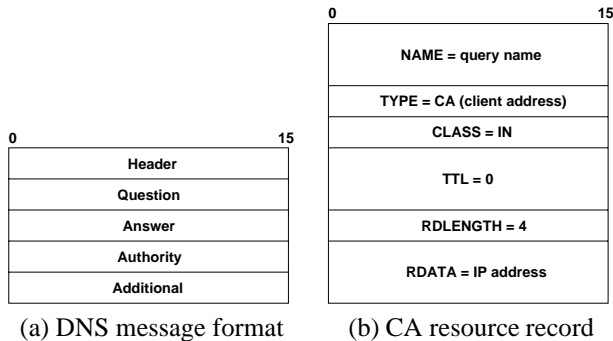 0 15
Header
Question
Answer
Authority
Additional
(a) DNS message format
0 15
NAME = query name
TYPE = CA (client address)
CLASS = IN
TTL = 0
RDLENGTH = 4
RDATA = IP address
(b) CA resource record